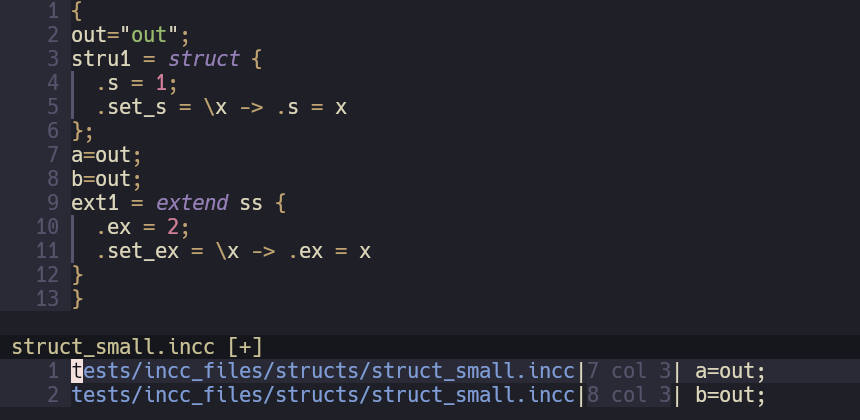 1 {
2 out="out";
3 stru1 = struct {
4   .s = 1;
5   .set_s = \x -> .s = x
6 };
7 a=out;
8 b=out;
9 ext1 = extend ss {
10   .ex = 2;
11   .set_ex = \x -> .ex = x
12 }
13 }
struct_small.incc [+]
1 tests/incc_files/structs/struct_small.incc|7 col 3| a=out;
2 tests/incc_files/structs/struct_small.incc|8 col 3| b=out;